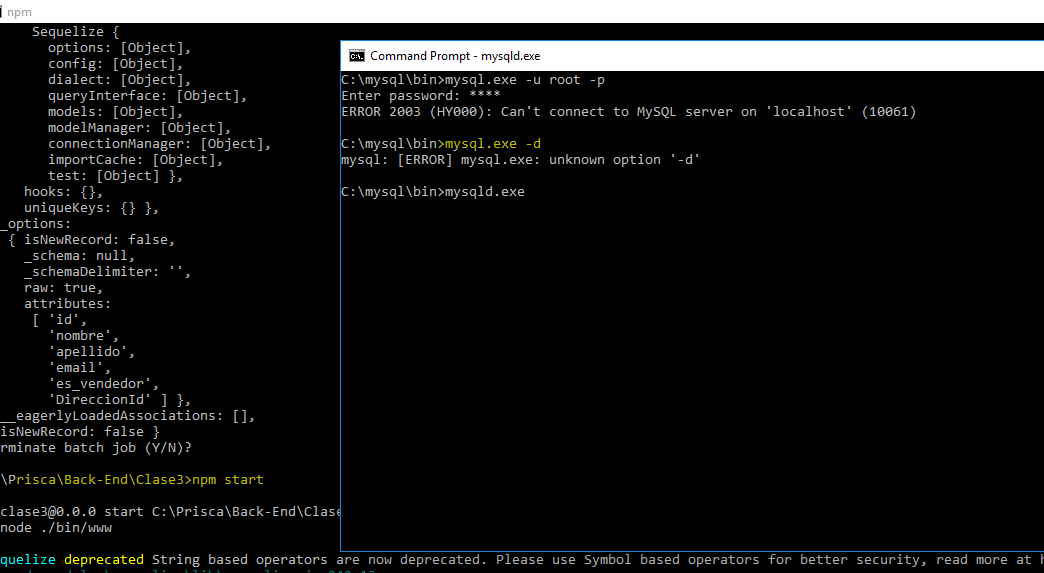 npm
Sequelize {
options: [Object],
config: [Object],
dialect: [Object],
queryInterface: [Object],
models: [Object],
modelManager: [Object],
connectionManager: [Object],
importCache: [Object],
test: [Object] },
hooks: {},
uniqueKeys: {} },
_options:
{ isNewRecord: false,
_schema: null,
_schemaDelimiter: '',
raw: true,
attributes:
[ 'id',
'nombre',
'apellido',
'email',
'es_vendedor',
'DireccionId' ] },
__eagerlyLoadedAssociations: [],
isNewRecord: false }
rminate batch job (Y/N)?
\Prisca\Back-End\Clase3>npm start
clase3@0.0.0 start C:\Prisca\Back-End\Clase
node ./bin/www
quelize deprecated String based operators are now deprecated. Please use Symbol based operators for better security, read more at h
Command Prompt - mysqld.exe
C:\mysql\bin>mysql.exe -u root -p
Enter password: ****
ERROR 2003 (HY000): Can't connect to MySQL server on 'localhost' (10061)
C:\mysql\bin>mysql.exe -d
mysql: [ERROR] mysql.exe: unknown option '-d'
C:\mysql\bin>mysqld.exe